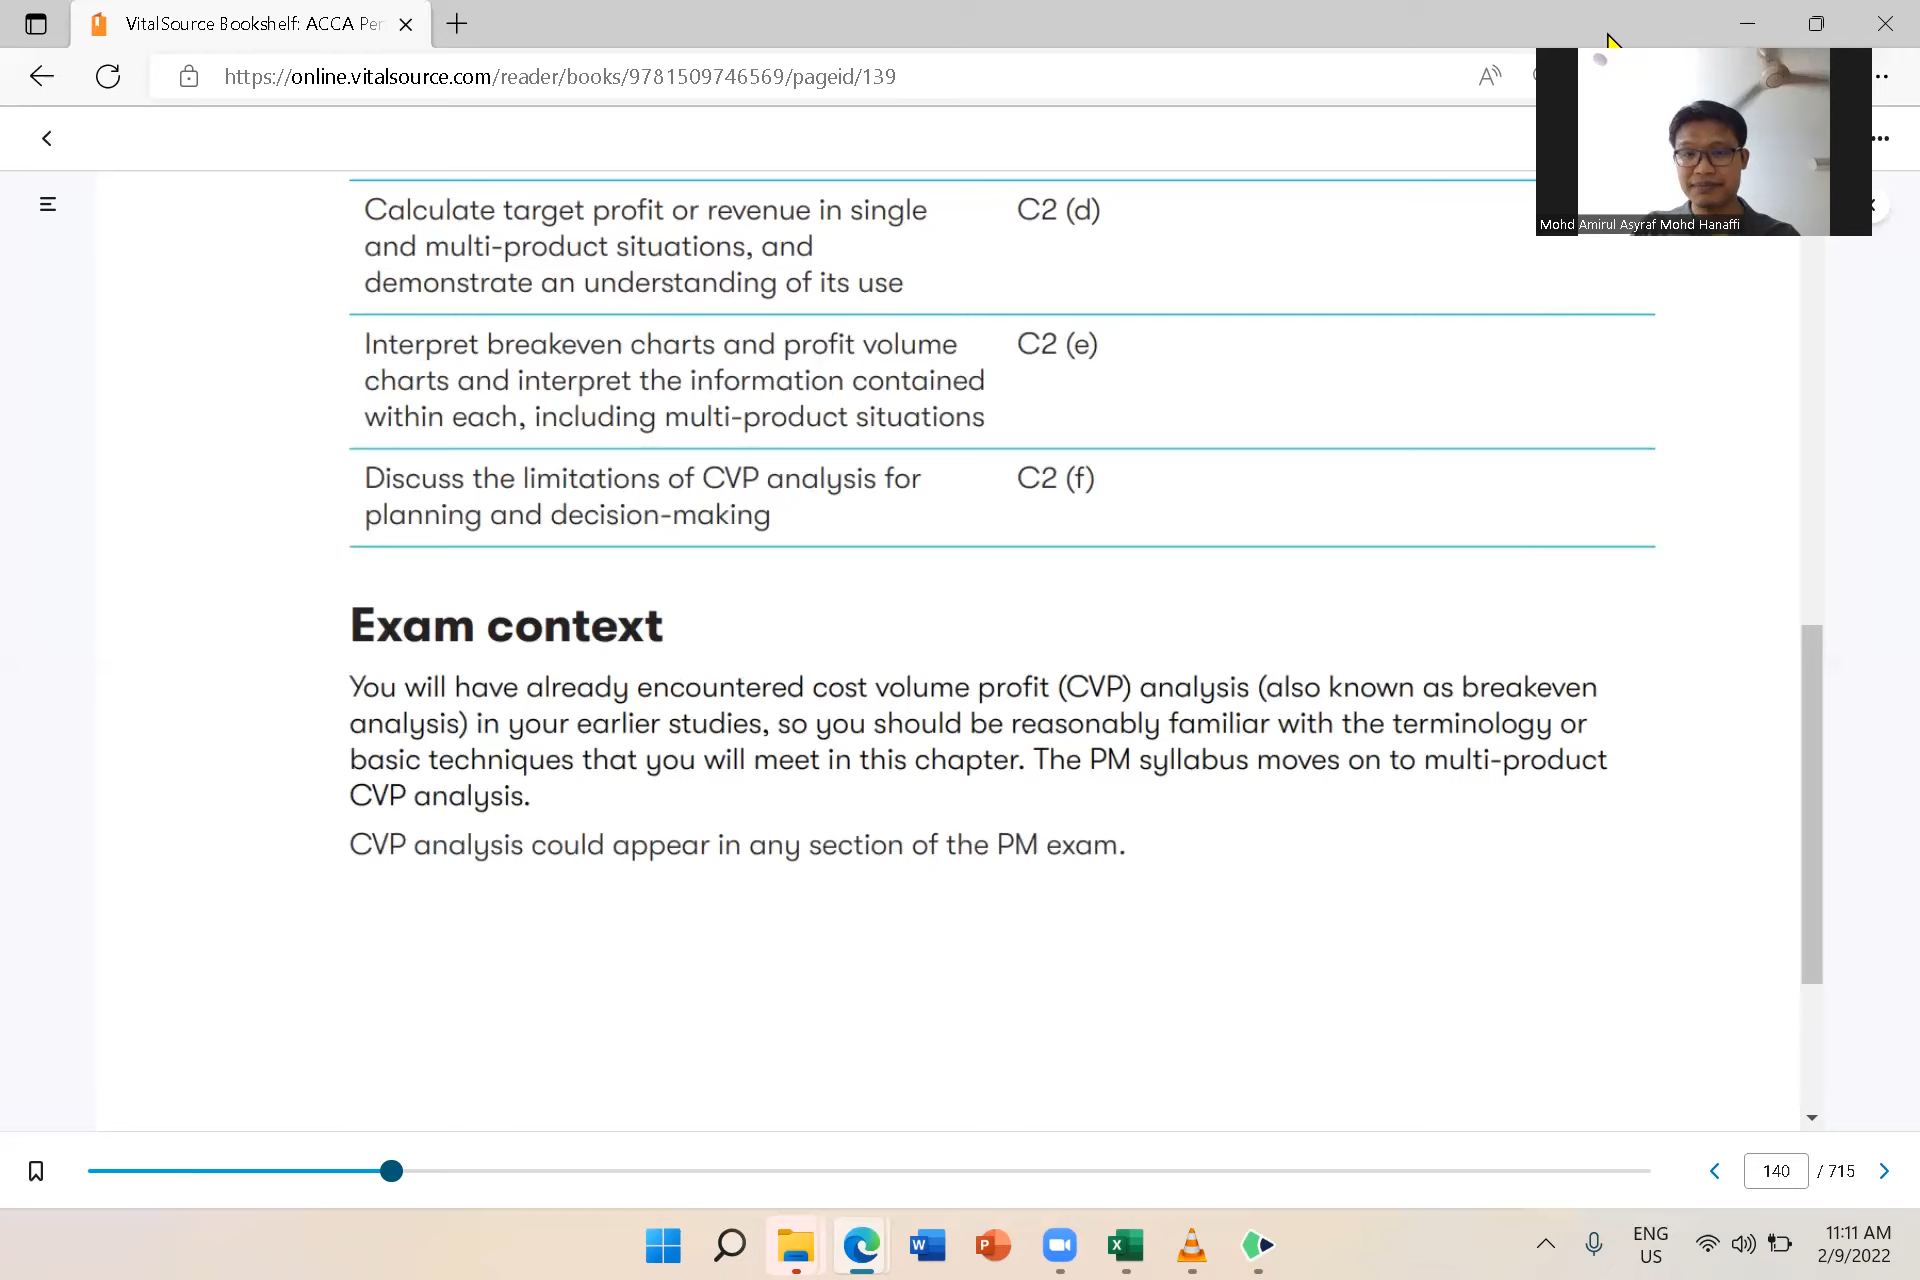 VitalSource Bookshelf: ACCA Per
https://online.vitalsource.com/reader/books/9781509746569/pageid/139
Mohd Amirul Asyraf Mohd Hanaffi
Calculate target profit or revenue in single
and multi-product situations, and
demonstrate an understanding of its use
C2 (d)
Interpret breakeven charts and profit volume
charts and interpret the information contained
within each, including multi-product situations
C2 (e)
Discuss the limitations of CVP analysis for
planning and decision-making
C2 (f)
Exam context
You will have already encountered cost volume profit (CVP) analysis (also known as breakeven
analysis) in your earlier studies, so you should be reasonably familiar with the terminology or
basic techniques that you will meet in this chapter. The PM syllabus moves on to multi-product
CVP analysis.
CVP analysis could appear in any section of the PM exam.
140 / 715
ENG
US
11:11 AM
2/9/2022